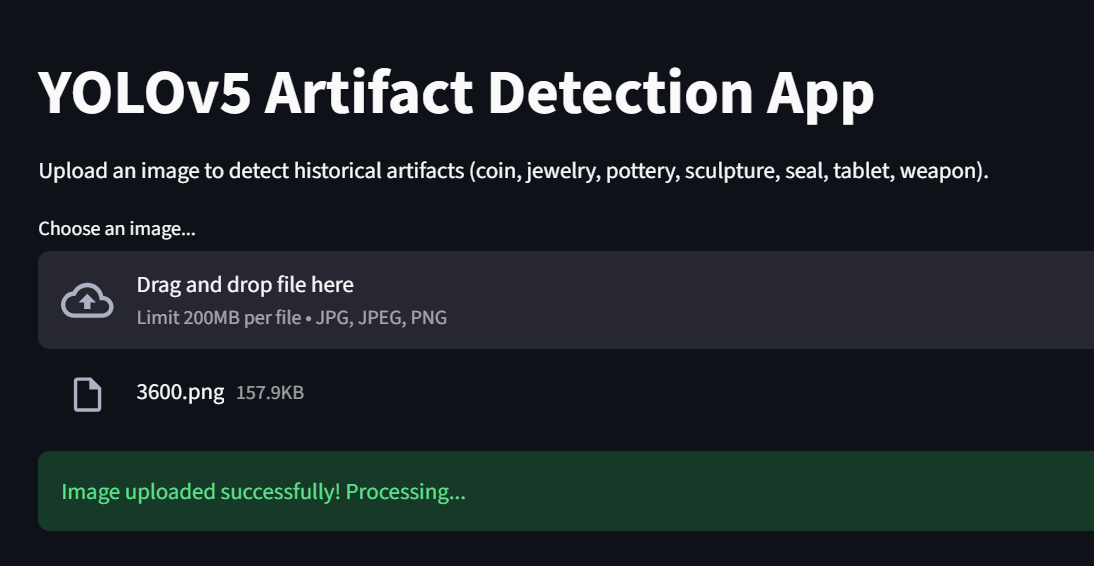 YOLOv5 Artifact Detection App
Upload an image to detect historical artifacts (coin, jewelry, pottery, sculpture, seal, tablet, weapon).
Choose an image...
Drag and drop file here
Limit 200MB per file • JPG, JPEG, PNG
3600.png 157.9KB
Image uploaded successfully! Processing...